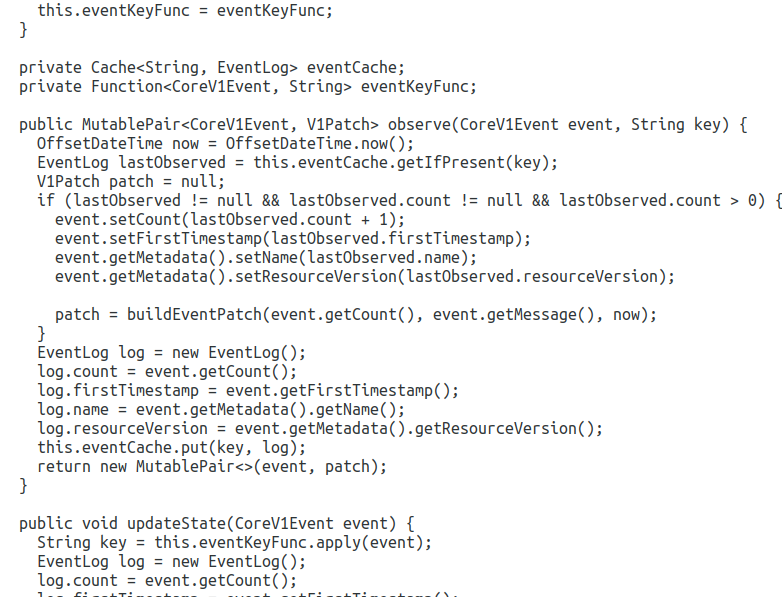 this.eventKeyFunc = eventKeyFunc;
}
private Cache<String, EventLog> eventCache;
private Function<CoreV1Event, String> eventKeyFunc;
public MutablePair<CoreV1Event, V1Patch> observe(CoreV1Event event, String key) {
OffsetDateTime now = OffsetDateTime.now();
EventLog lastObserved = this.eventCache.getIfPresent(key);
V1Patch patch = null;
if (lastObserved != null && lastObserved.count != null && lastObserved.count > 0) {
event.setCount(lastObserved.count + 1);
event.setFirstTimestamp(lastObserved.firstTimestamp);
event.getMetadata().setName(lastObserved.name);
event.getMetadata().setResourceVersion(lastObserved.resourceVersion);
patch = buildEventPatch(event.getCount(), event.getMessage(), now);
}
EventLog log = new EventLog();
log.count = event.getCount();
log.firstTimestamp = event.getFirstTimestamp();
log.name = event.getMetadata().getName();
log.resourceVersion = event.getMetadata().getResourceVersion();
this.eventCache.put(key, log);
return new MutablePair<>(event, patch);
}
public void updateState(CoreV1Event event) {
String key = this.eventKeyFunc.apply(event);
EventLog log = new EventLog();
log.count = event.getCount();
log.firstTimestamp = event.getFirstTimestamp();